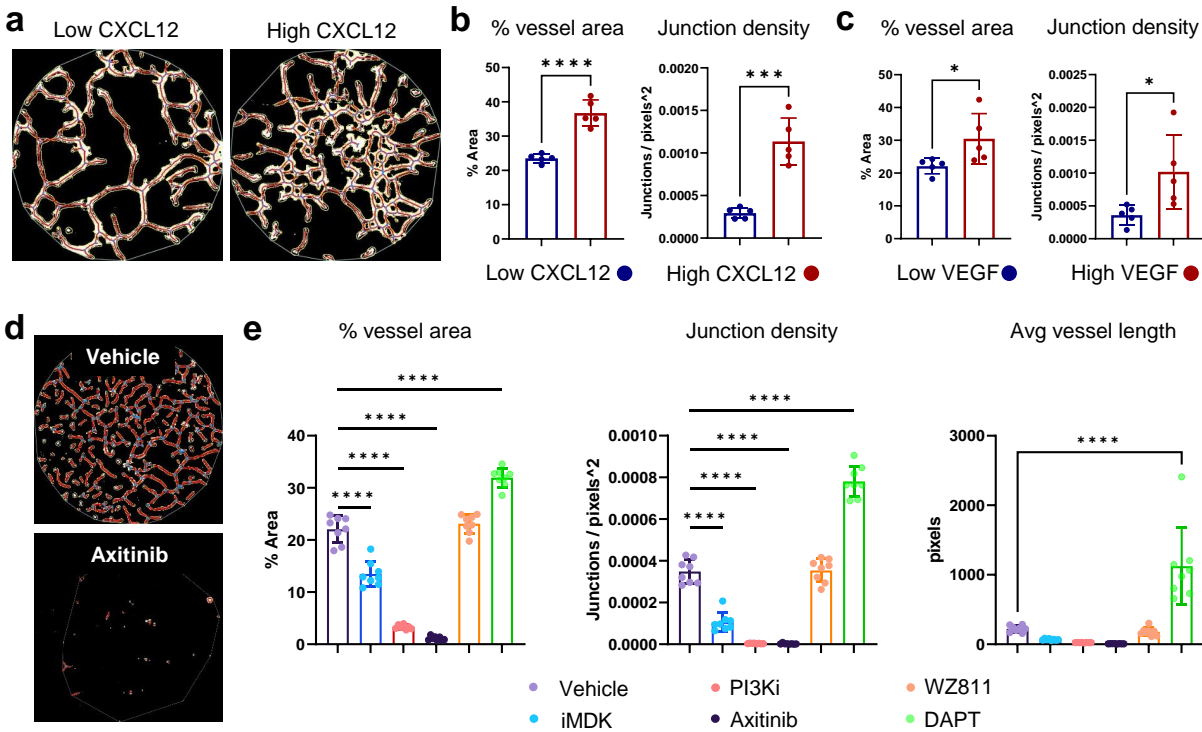 a
Low CXCL12
High CXCL12
b
% vessel area
Junction density
% Area
50
40
30
20
10
0
****
Junctions / pixels^2
0.0020
0.0015
0.0010
0.0005
0.0000
***
Low CXCL12
High CXCL12
c
% vessel area
Junction density
% Area
60
40
20
0
*
Junctions / pixels^2
0.0025
0.0020
0.0015
0.0010
0.0005
0.0000
*
Low VEGF
High VEGF
d
Vehicle
Axitinib
e
% vessel area
% Area
40
30
20
10
0
****
****
****
****
Junction density
Junctions / pixels^2
0.0010
0.0008
0.0006
0.0004
0.0002
0.0000
****
****
****
****
Avg vessel length
pixels
3000
2000
1000
0
****
Vehicle
PI3Ki
WZ811
iMDK
Axitinib
DAPT